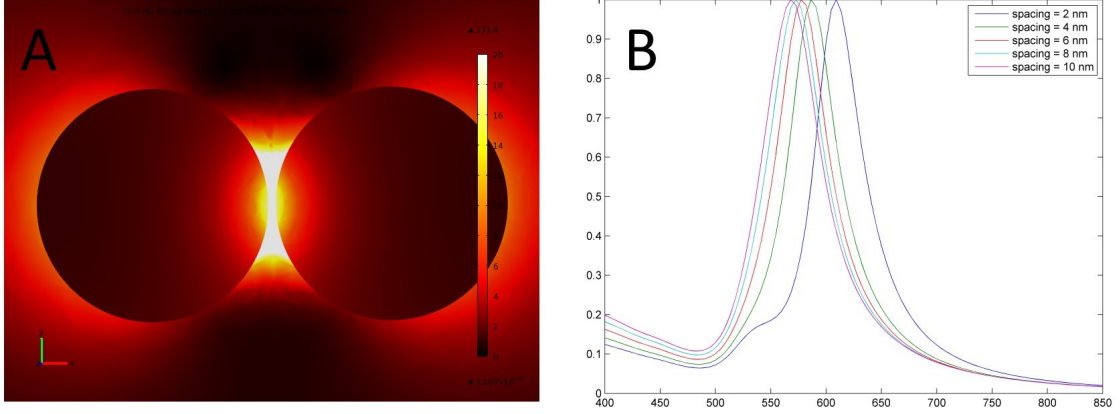 A
▲ 171.4
20
18
16
14
12
10
8
6
4
2
0
y
B
spacing = 2 nm
spacing = 4 nm
spacing = 6 nm
spacing = 8 nm
spacing = 10 nm
1
0.9
0.8
0.7
0.6
0.5
0.4
0.3
0.2
0.1
0
400 450 500 550 600 650 700 750 800 850